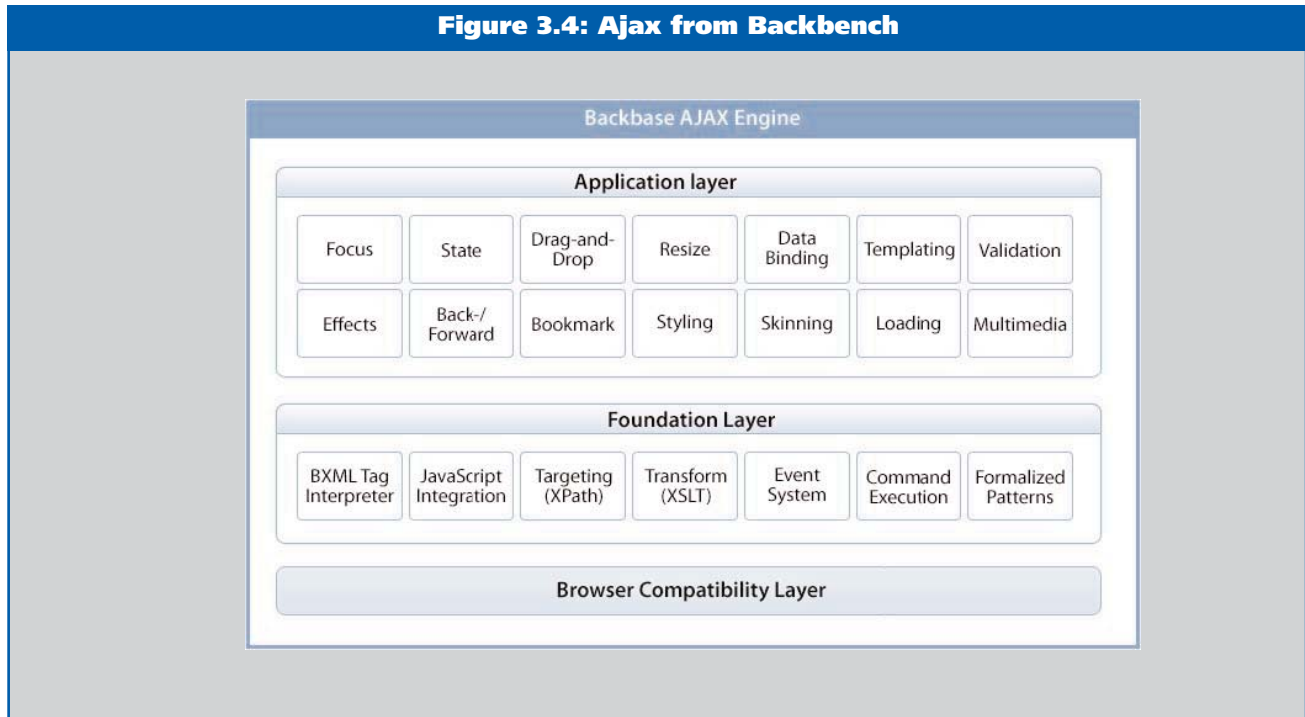 Figure 3.4: Ajax from Backbench
Backbase AJAX Engine
Application layer
Focus
State
Drag-and-
Drop
Resize
Data
Binding
Templating
Validation
Effects
Back-/
Forward
Bookmark
Styling
Skinning
Loading
Multimedia
Foundation Layer
BXML Tag
Interpreter
JavaScript
Integration
Targeting
(XPath)
Transform
(XSLT)
Event
System
Command
Execution
Formalized
Patterns
Browser Compatibility Layer